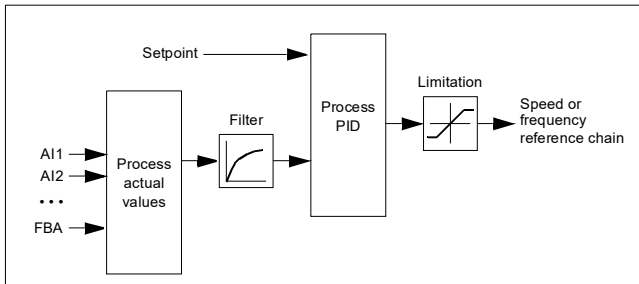 Setpoint
Limitation
Process
PID
Speed or
frequency
reference chain
Filter
AI1
AI2
...
FBA
Process
actual
values